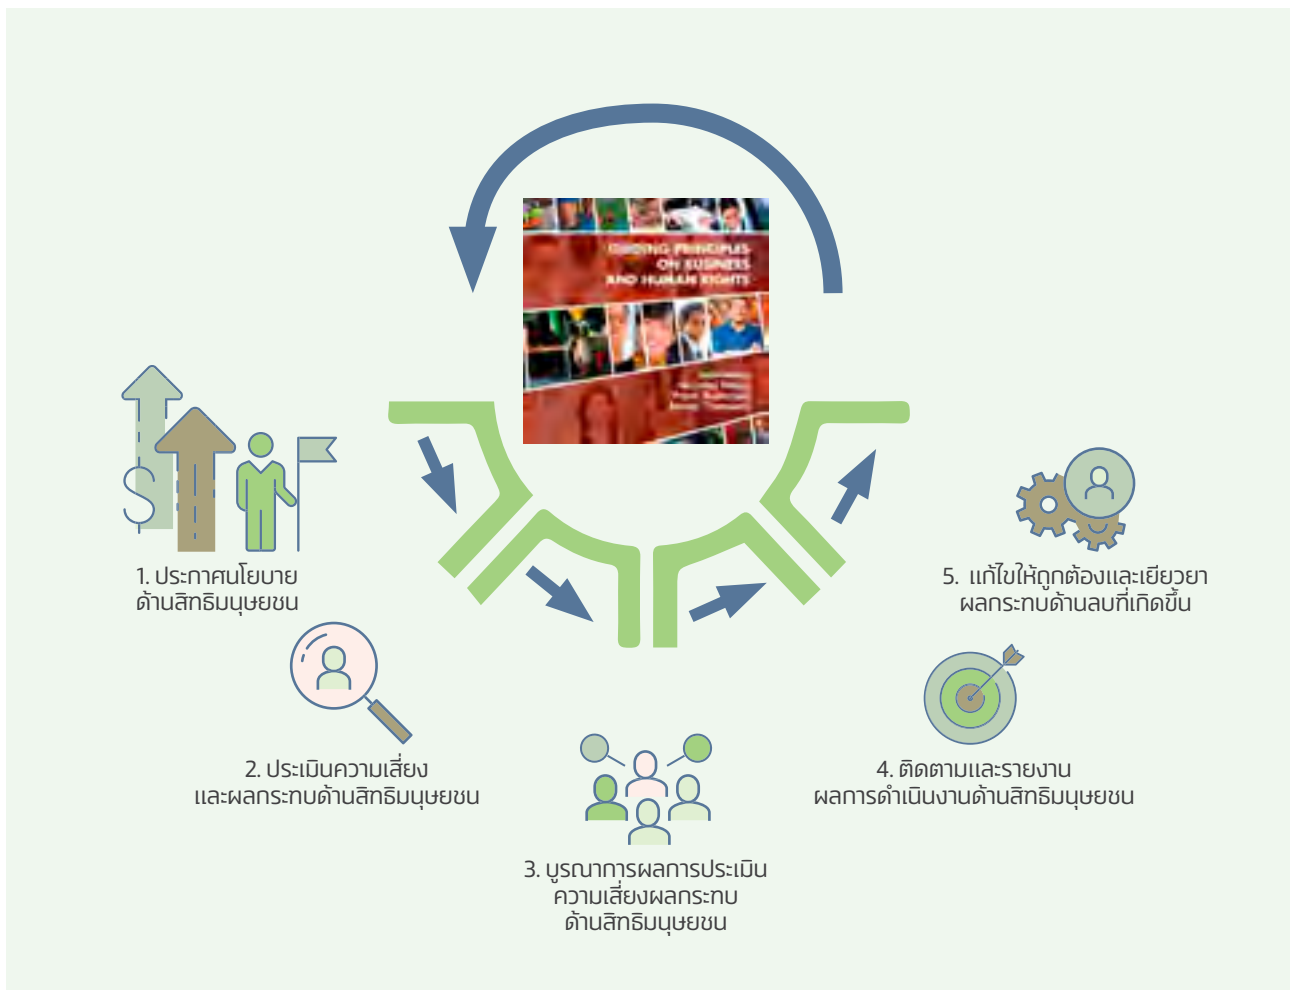 GUIDING PRINCIPLES
ON BUSINESS
AND HUMAN RIGHTS
1. ประกาศนโยบาย
ด้านสิทธิมนุษยชน
2. ประเมินความเสี่ยง
และผลกระทบด้านสิทธิมนุษยชน
3. บูรณาการผลการประเมิน
ความเสี่ยงผลกระทบ
ด้านสิทธิมนุษยชน
4. ติดตามและรายงาน
ผลการดำเนินงานด้านสิทธิมนุษยชน
5. แก้ไขให้ถูกต้องและเยียวยา
ผลกระทบด้านลบที่เกิดขึ้น